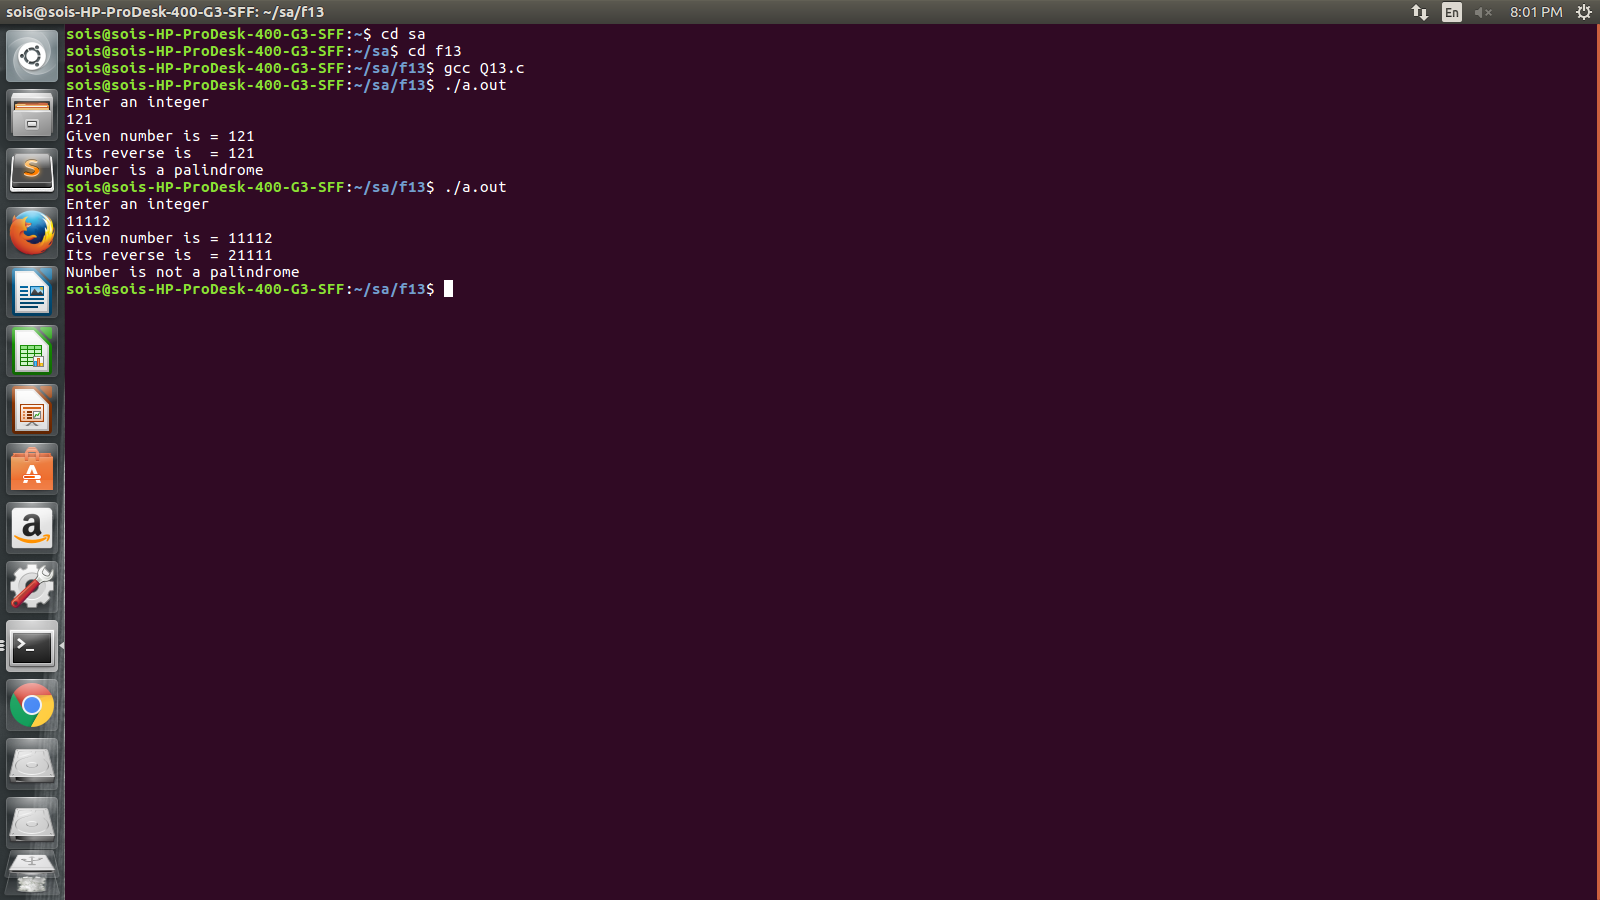 sois@sois-HP-ProDesk-400-G3-SFF: ~/sa/f13
En
8:01 PM
sois@sois-HP-ProDesk-400-G3-SFF:~$ cd sa
sois@sois-HP-ProDesk-400-G3-SFF:~/sa$ cd f13
sois@sois-HP-ProDesk-400-G3-SFF:~/sa/f13$ gcc Q13.c
sois@sois-HP-ProDesk-400-G3-SFF:~/sa/f13$ ./a.out
Enter an integer
121
Given number is = 121
Its reverse is  = 121
Number is a palindrome
sois@sois-HP-ProDesk-400-G3-SFF:~/sa/f13$ ./a.out
Enter an integer
11112
Given number is = 11112
Its reverse is  = 21111
Number is not a palindrome
sois@sois-HP-ProDesk-400-G3-SFF:~/sa/f13$